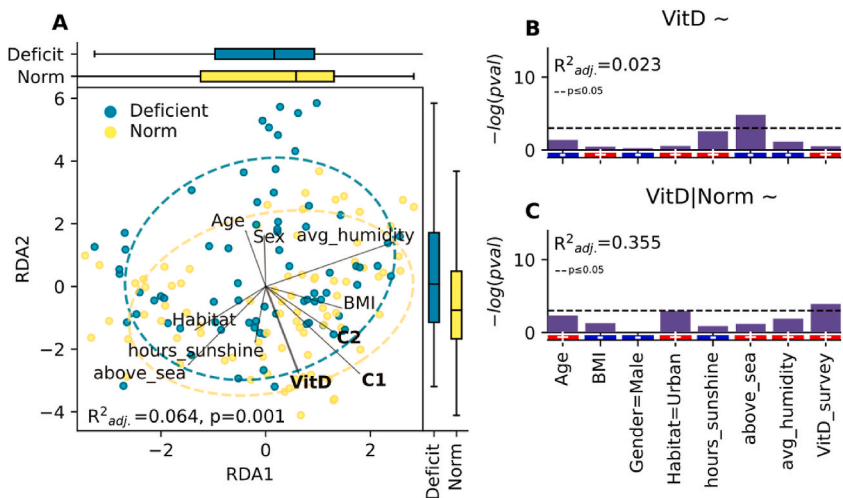 A
Deficit
Norm
6
4
2
0
−2
−4
RDA2
Deficient
Norm
Age
Sex
avg_humidity
BMI
Habitat
C2
hours_sunshine
above_sea
VitD
C1
R²adj.=0.064, p=0.001
−2
0
2
RDA1
Deficit
Norm
B
VitD ~
R²adj.=0.023
--p≤0.05
10
0
−log(pval)
− + − + − − − +
C
VitD|Norm ~
R²adj.=0.355
--p≤0.05
10
0
−log(pval)
Age
BMI
Gender=Male
Habitat=Urban
hours_sunshine
above_sea
avg_humidity
VitD_survey